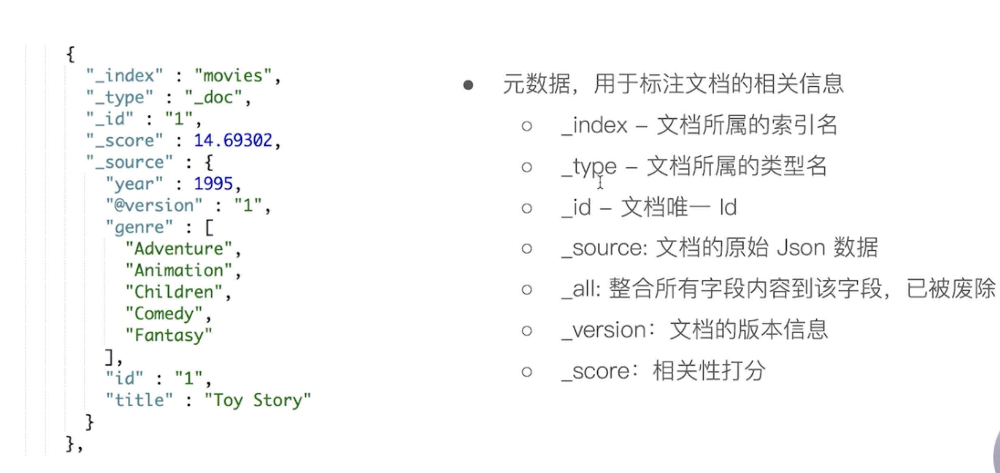 {
"_index" : "movies",
"_type" : "_doc",
"_id" : "1",
"_score" : 14.69302,
"_source" : {
"year" : 1995,
"@version" : "1",
"genre" : [
"Adventure",
"Animation",
"Children",
"Comedy",
"Fantasy"
],
"id" : "1",
"title" : "Toy Story"
}
},
● 元数据，用于标注文档的相关信息
○ _index – 文档所属的索引名
○ _type – 文档所属的类型名
○ _id – 文档唯一 Id
○ _source: 文档的原始 Json 数据
○ _all: 整合所有字段内容到该字段，已被废除
○ _version：文档的版本信息
○ _score：相关性打分